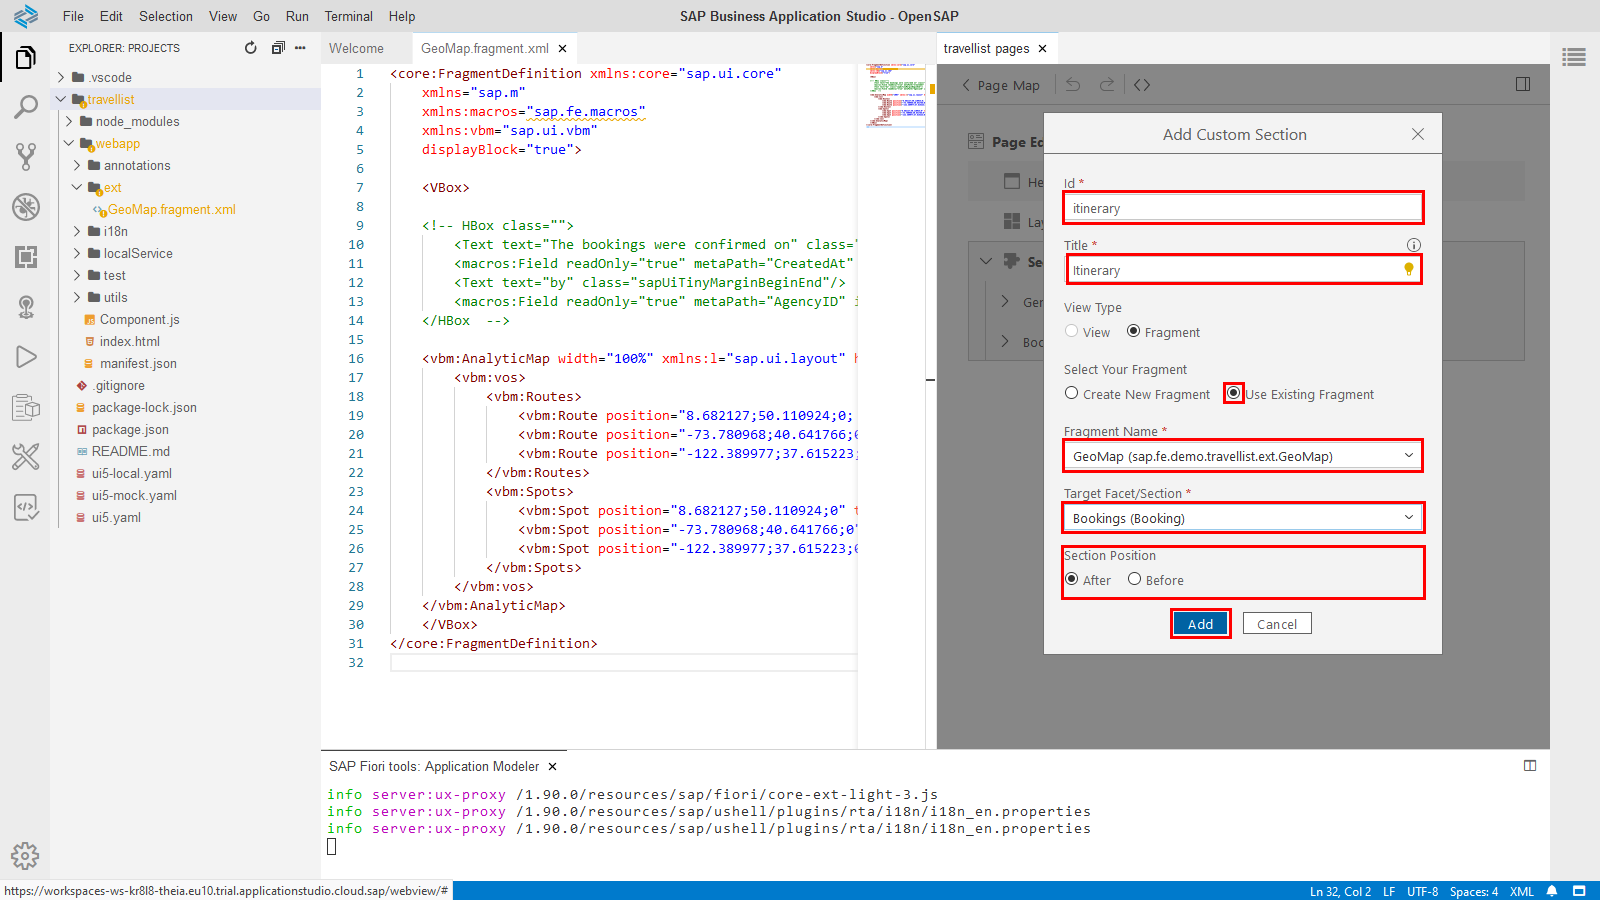 File Edit Selection View Go Run Terminal Help
SAP Business Application Studio - OpenSAP
EXPLORER: PROJECTS
.vscode
travellist
node_modules
webapp
annotations
ext
GeoMap.fragment.xml
i18n
localService
test
utils
Component.js
index.html
manifest.json
.gitignore
package-lock.json
package.json
README.md
ui5-local.yaml
ui5-mock.yaml
ui5.yaml
Welcome
GeoMap.fragment.xml
1 <core:FragmentDefinition xmlns:core="sap.ui.core"
2 xmlns="sap.m"
3 xmlns:macros="sap.fe.macros"
4 xmlns:vbm="sap.ui.vbm"
5 displayBlock="true">
6
7 <VBox>
8
9 <!-- HBox class="">
10 <Text text="The bookings were confirmed on" class="
11 <macros:Field readOnly="true" metaPath="CreatedAt"
12 <Text text="by" class="sapUiTinyMarginBeginEnd"/>
13 <macros:Field readOnly="true" metaPath="AgencyID" i
14 </HBox -->
15
16 <vbm:AnalyticMap width="100%" xmlns:l="sap.ui.layout" h
17 <vbm:vos>
18 <vbm:Routes>
19 <vbm:Route position="8.682127;50.110924;0;
20 <vbm:Route position="-73.780968;40.641766;0
21 <vbm:Route position="-122.389977;37.615223;
22 </vbm:Routes>
23 <vbm:Spots>
24 <vbm:Spot position="8.682127;50.110924;0" t
25 <vbm:Spot position="-73.780968;40.641766;0"
26 <vbm:Spot position="-122.389977;37.615223;0
27 </vbm:Spots>
28 </vbm:vos>
29 </vbm:AnalyticMap>
30 </VBox>
31 </core:FragmentDefinition>
32
travellist pages
Page Map
Page Ed
He
Lay
Se
Ger
Boo
Add Custom Section
Id *
itinerary
Title *
Itinerary
View Type
View Fragment
Select Your Fragment
Create New Fragment Use Existing Fragment
Fragment Name *
GeoMap (sap.fe.demo.travellist.ext.GeoMap)
Target Facet/Section *
Bookings (Booking)
Section Position
After Before
Add Cancel
SAP Fiori tools: Application Modeler
info server:ux-proxy /1.90.0/resources/sap/fiori/core-ext-light-3.js
info server:ux-proxy /1.90.0/resources/sap/ushell/plugins/rta/i18n/i18n_en.properties
info server:ux-proxy /1.90.0/resources/sap/ushell/plugins/rta/i18n/i18n_en.properties
https://workspaces-ws-kr8l8-theia.eu10.trial.applicationstudio.cloud.sap/webview/#
Ln 32, Col 2 LF UTF-8 Spaces: 4 XML